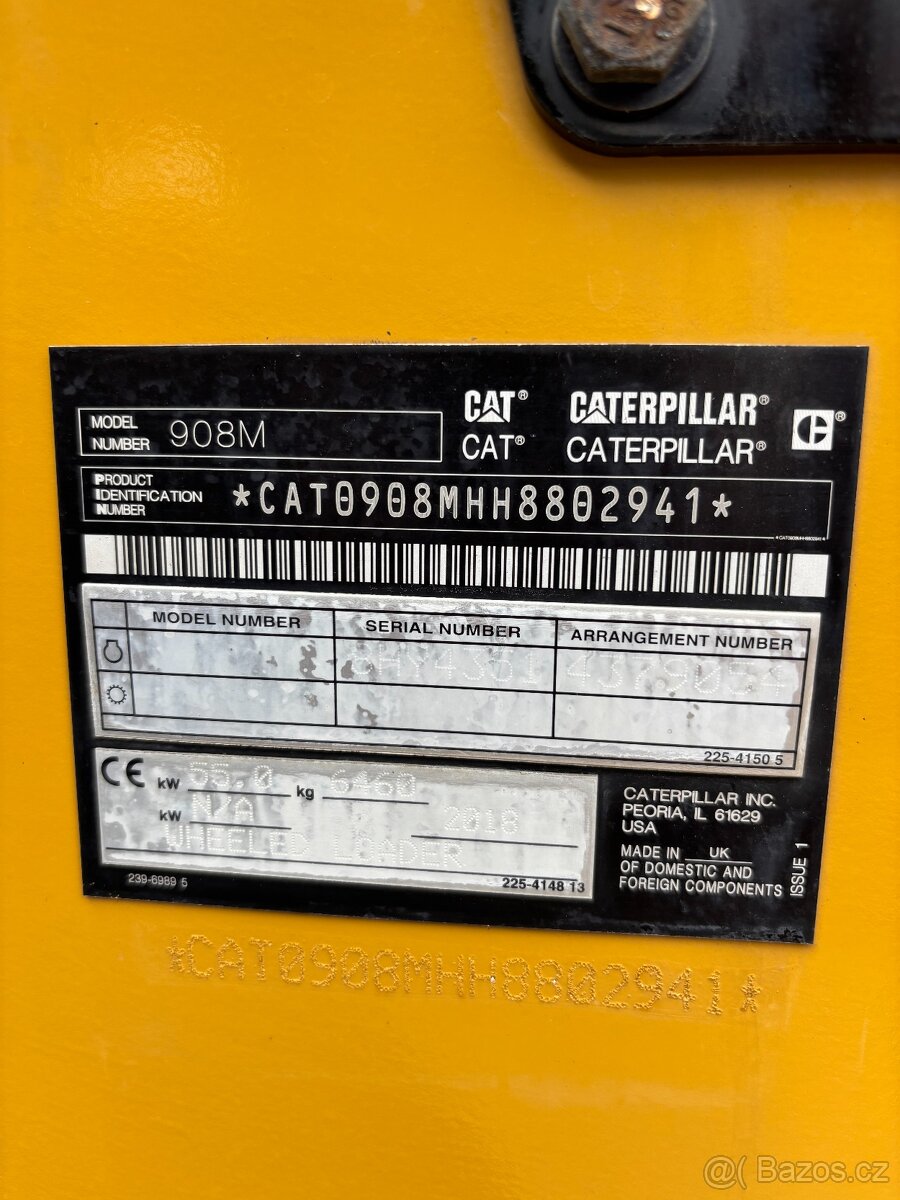 MODEL
NUMBER 908M
CAT® CATERPILLAR®
CAT® CATERPILLAR®
PRODUCT
IDENTIFICATION
NUMBER *CAT0908MHH8802941*
*CAT0908MHH8802941*
MODEL NUMBER SERIAL NUMBER ARRANGEMENT NUMBER
225-4150 5
CE kW 55.0 kg 6460
kW N/A 2018
WHEELED LOADER
239-6989 5 225-4148 13
CATERPILLAR INC.
PEORIA, IL 61629
USA
MADE IN UK
OF DOMESTIC AND
FOREIGN COMPONENTS
ISSUE 1
*CAT0908MHH8802941*
@( Bazos.cz